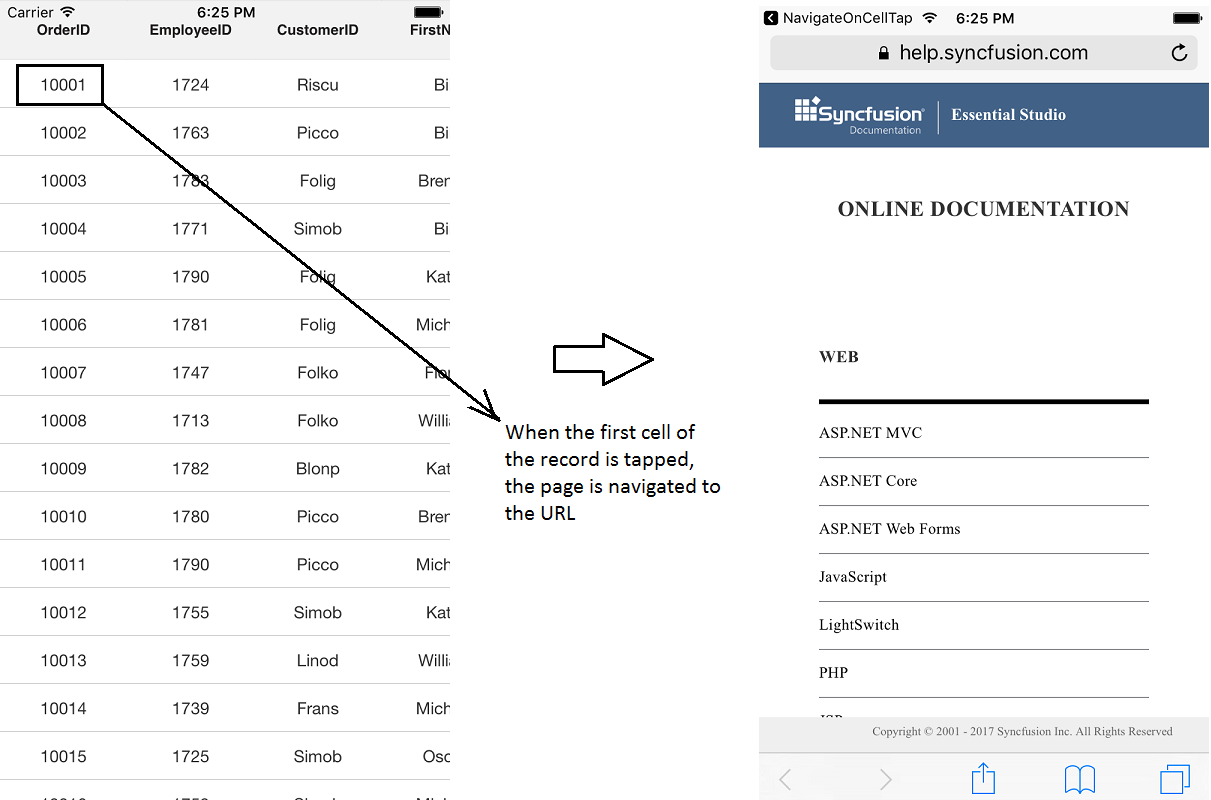 Carrier 6:25 PM
OrderID EmployeeID CustomerID FirstN
10001 1724 Riscu Bi
10002 1763 Picco Bi
10003 1783 Folig Bren
10004 1771 Simob Bi
10005 1790 Folig Kat
10006 1781 Folig Mich
10007 1747 Folko Flo
10008 1713 Folko Willi
10009 1782 Blonp Kat
10010 1780 Picco Bren
10011 1790 Picco Mich
10012 1755 Simob Kat
10013 1759 Linod Willi
10014 1739 Frans Mich
10015 1725 Simob Osc
When the first cell of
the record is tapped,
the page is navigated to
the URL
NavigateOnCellTap 6:25 PM
help.syncfusion.com
Syncfusion Essential Studio
Documentation
ONLINE DOCUMENTATION
WEB
ASP.NET MVC
ASP.NET Core
ASP.NET Web Forms
JavaScript
LightSwitch
PHP
Copyright © 2001 - 2017 Syncfusion Inc. All Rights Reserved